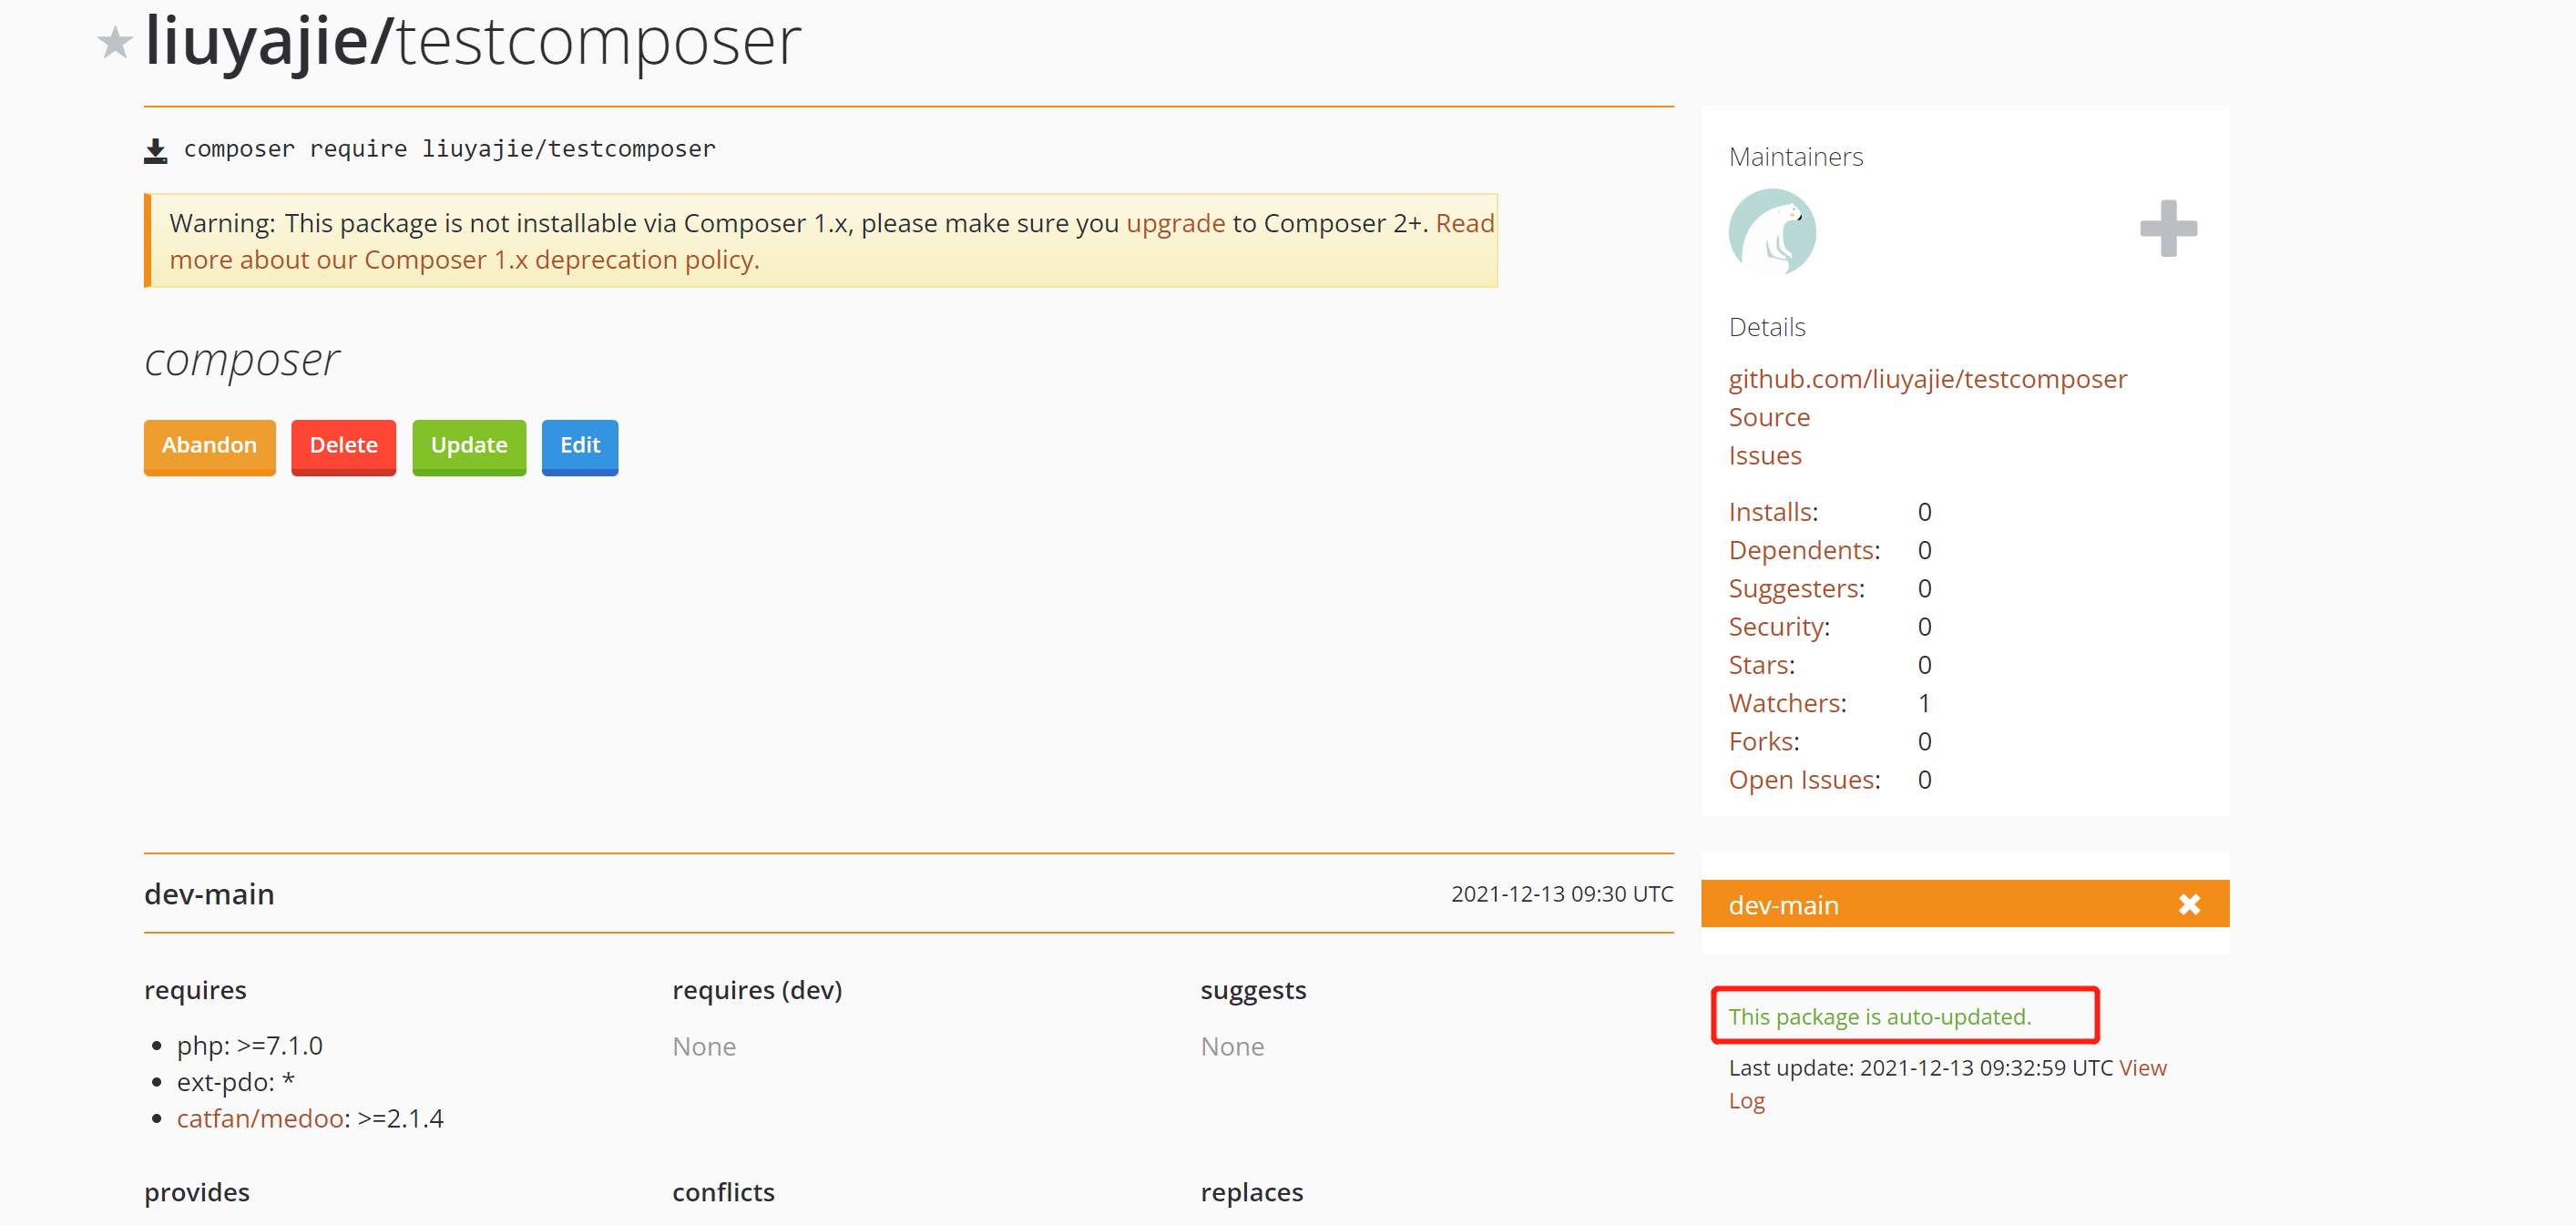 liuyajie/testcomposer
composer require liuyajie/testcomposer
Warning: This package is not installable via Composer 1.x, please make sure you upgrade to Composer 2+. Read
more about our Composer 1.x deprecation policy.
composer
Abandon Delete Update Edit
Maintainers
Details
github.com/liuyajie/testcomposer
Source
Issues
Installs: 0
Dependents: 0
Suggesters: 0
Security: 0
Stars: 0
Watchers: 1
Forks: 0
Open Issues: 0
dev-main 2021-12-13 09:30 UTC
requires
php: >=7.1.0
ext-pdo: *
catfan/medoo: >=2.1.4
requires (dev)
None
suggests
None
provides
conflicts
replaces
dev-main
This package is auto-updated.
Last update: 2021-12-13 09:32:59 UTC View
Log